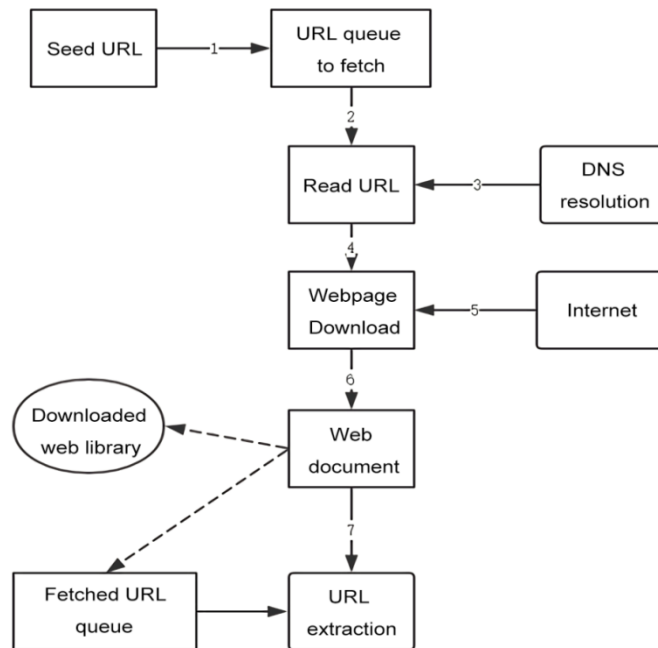 Seed URL
1
URL queue
to fetch
2
Read URL
3
DNS
resolution
4
Webpage
Download
5
Internet
6
Downloaded
web library
Web
document
7
Fetched URL
queue
URL
extraction